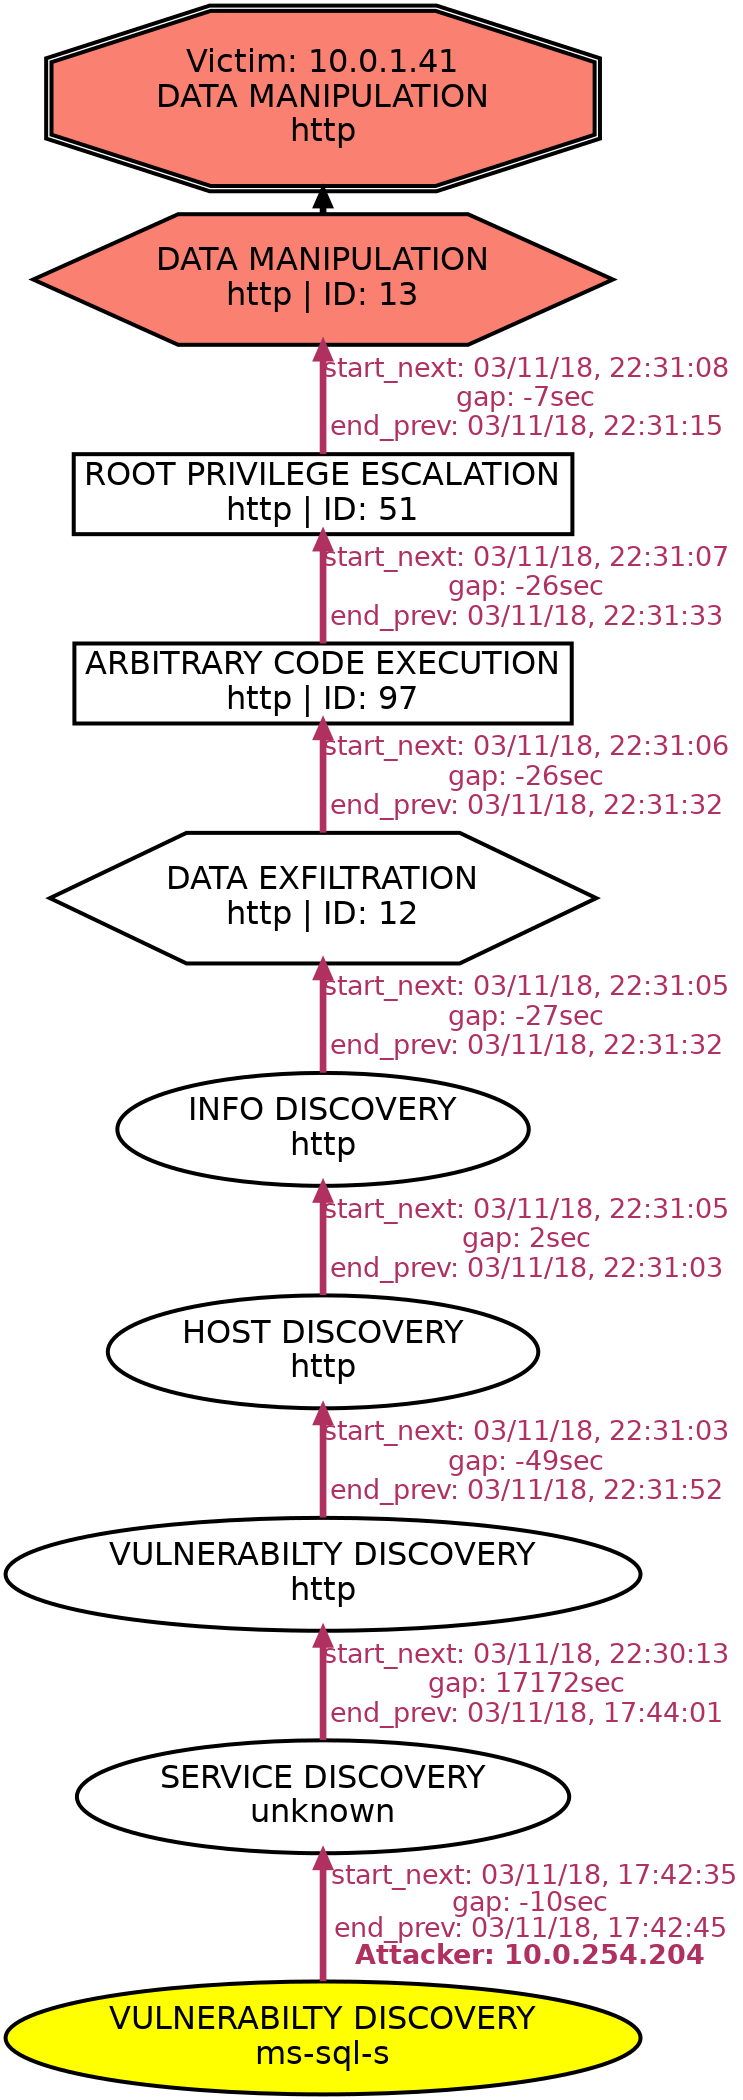 Victim: 10.0.1.41
DATA MANIPULATION
http
DATA MANIPULATION
http | ID: 13
start_next: 03/11/18, 22:31:08
gap: -7sec
end_prev: 03/11/18, 22:31:15
ROOT PRIVILEGE ESCALATION
http | ID: 51
start_next: 03/11/18, 22:31:07
gap: -26sec
end_prev: 03/11/18, 22:31:33
ARBITRARY CODE EXECUTION
http | ID: 97
start_next: 03/11/18, 22:31:06
gap: -26sec
end_prev: 03/11/18, 22:31:32
DATA EXFILTRATION
http | ID: 12
start_next: 03/11/18, 22:31:05
gap: -27sec
end_prev: 03/11/18, 22:31:32
INFO DISCOVERY
http
start_next: 03/11/18, 22:31:05
gap: 2sec
end_prev: 03/11/18, 22:31:03
HOST DISCOVERY
http
start_next: 03/11/18, 22:31:03
gap: -49sec
end_prev: 03/11/18, 22:31:52
VULNERABILTY DISCOVERY
http
start_next: 03/11/18, 22:30:13
gap: 17172sec
end_prev: 03/11/18, 17:44:01
SERVICE DISCOVERY
unknown
start_next: 03/11/18, 17:42:35
gap: -10sec
end_prev: 03/11/18, 17:42:45
Attacker: 10.0.254.204
VULNERABILTY DISCOVERY
ms-sql-s